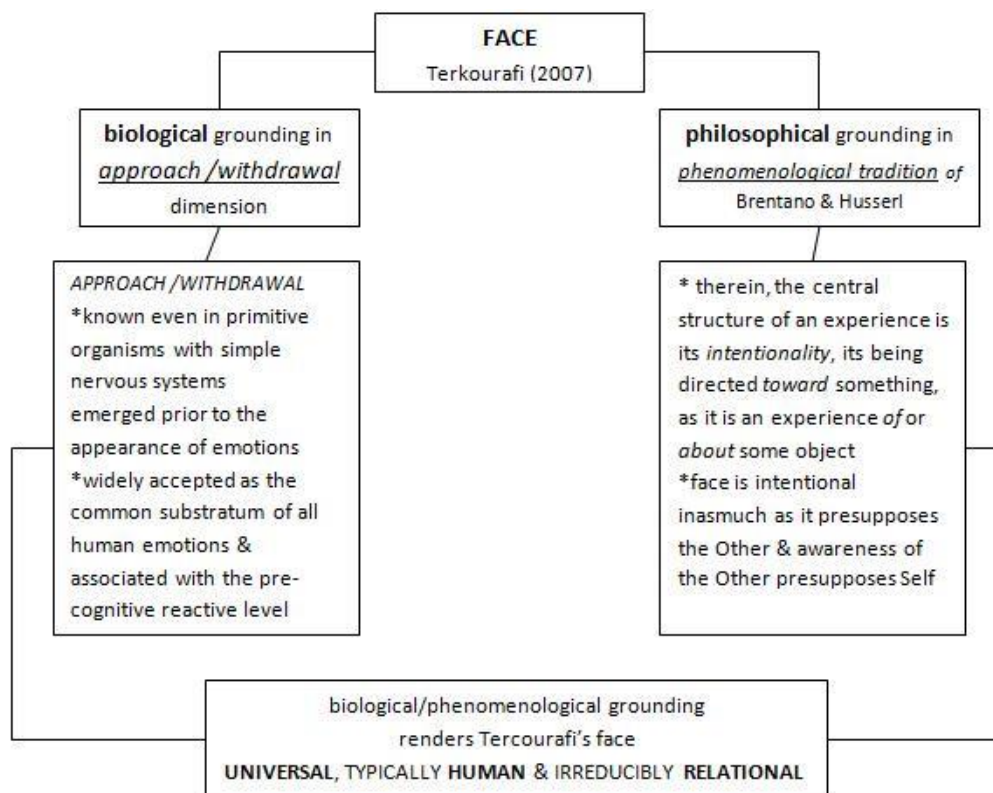 FACE
Terkourafi (2007)
biological grounding in
approach /withdrawal
dimension
philosophical grounding in
phenomenological tradition of
Brentano & Husserl
APPROACH /WITHDRAWAL
*known even in primitive
organisms with simple
nervous systems
emerged prior to the
appearance of emotions
*widely accepted as the
common substratum of all
human emotions &
associated with the pre-
cognitive reactive level
* therein, the central
structure of an experience is
its intentionality, its being
directed toward something,
as it is an experience of or
about some object
*face is intentional
inasmuch as it presupposes
the Other & awareness of
the Other presupposes Self
biological/phenomenological grounding
renders Tercourafi's face
UNIVERSAL, TYPICALLY HUMAN & IRREDUCIBLY RELATIONAL